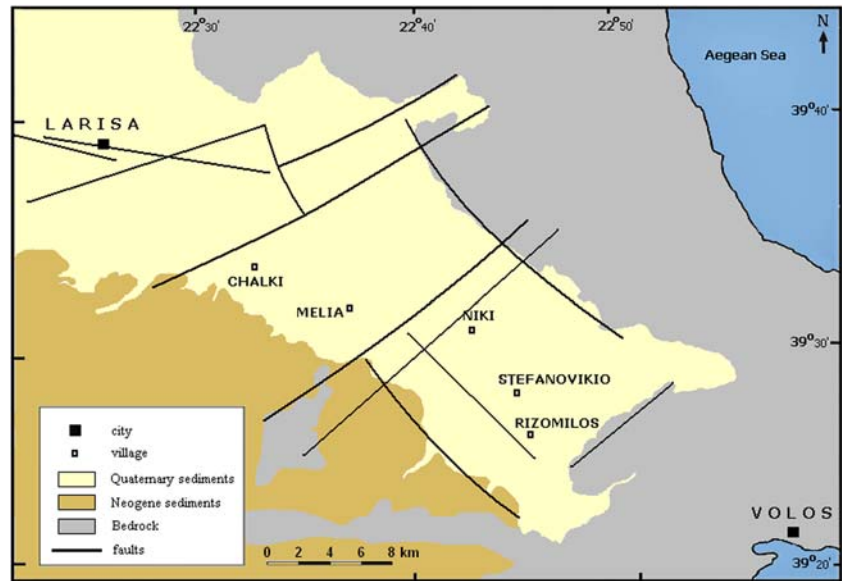 22° 30'
22° 40'
22° 50'
N
Aegean Sea
39° 40'
LARISA
CHALKI
MELIA
NIKI
39° 30'
STEFANOVIKIO
RIZOMILOS
city
village
Quaternary sediments
Neogene sediments
Bedrock
faults
0 2 4 6 8 km
VOLOS
39° 20'